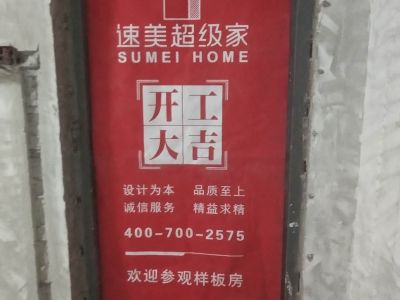 速美超级家
SUMEI HOME
开工
大吉
设计为本 品质至上
诚信服务 精益求精
400-700-2575
欢迎参观样板房